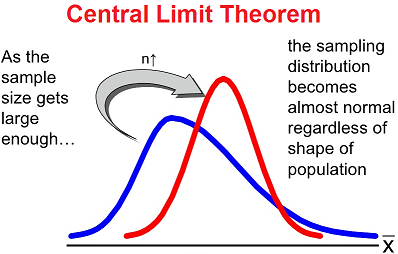 Central Limit Theorem
As the
sample
size gets
large
enough…
n↑
the sampling
distribution
becomes
almost normal
regardless of
shape of
population
X̅